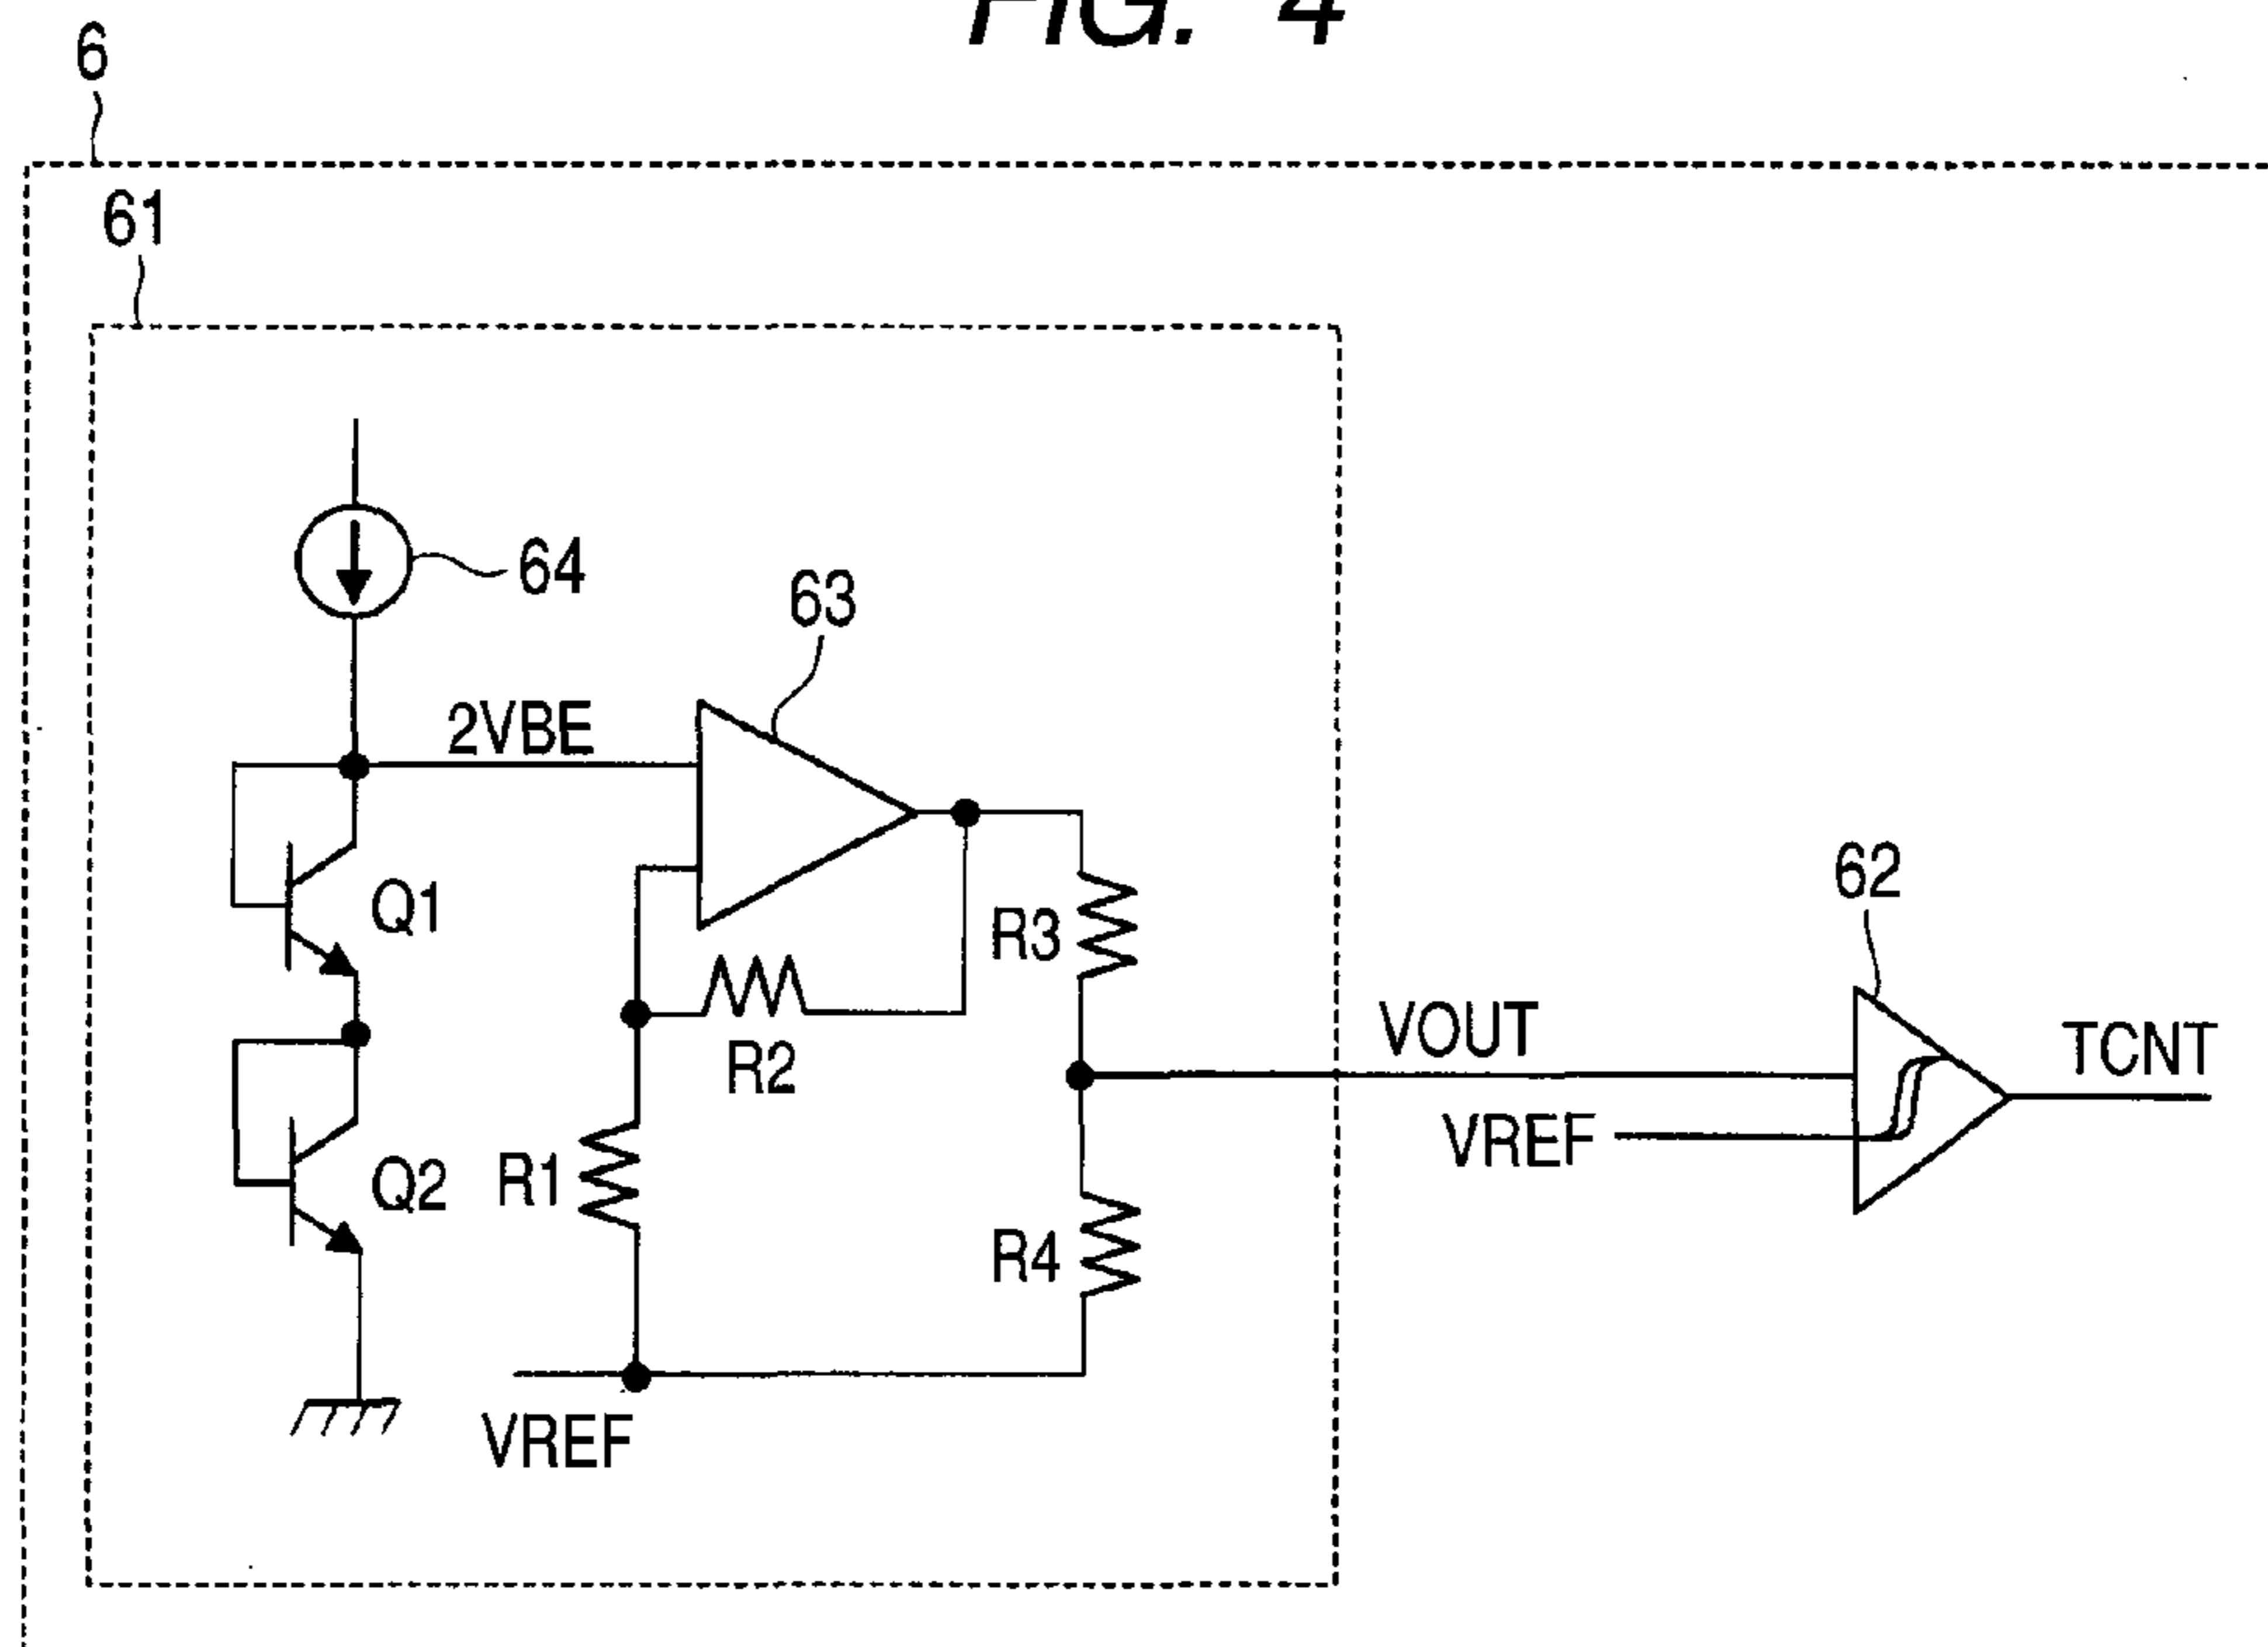 FIG. 4
6
61
64
63
2VBE
62
Q1
R3
VOUT
TCNT
R2
VREF
Q2
R1
R4
VREF